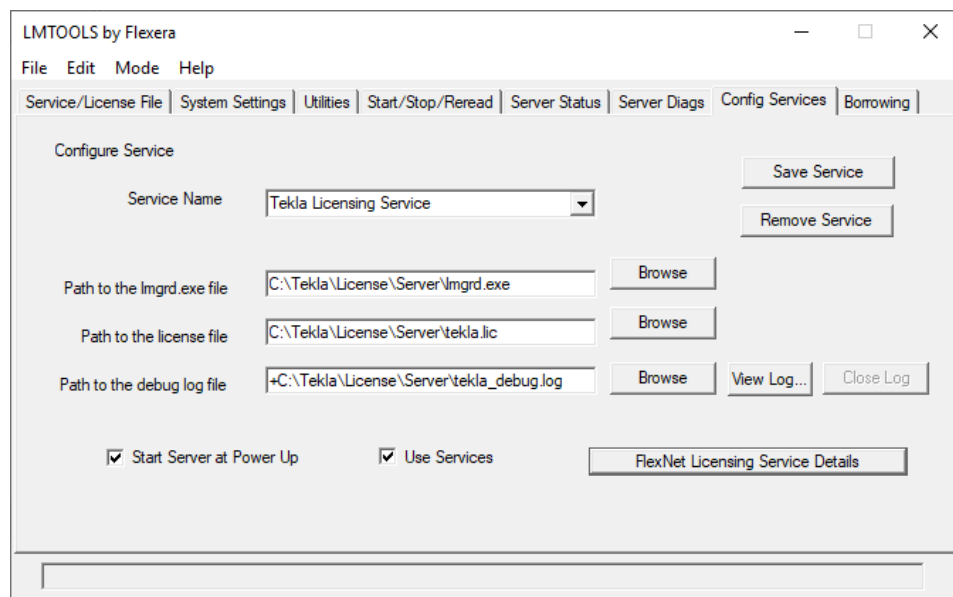 LMTOOLS by Flexera
File Edit Mode Help
Service/License File System Settings Utilities Start/Stop/Reread Server Status Server Diags Config Services Borrowing
Configure Service
Save Service
Service Name Tekla Licensing Service
Remove Service
Path to the lmgrd.exe file C:\Tekla\License\Server\lmgrd.exe Browse
Path to the license file C:\Tekla\License\Server\tekla.lic Browse
Path to the debug log file +C:\Tekla\License\Server\tekla_debug.log Browse View Log... Close Log
Start Server at Power Up Use Services FlexNet Licensing Service Details